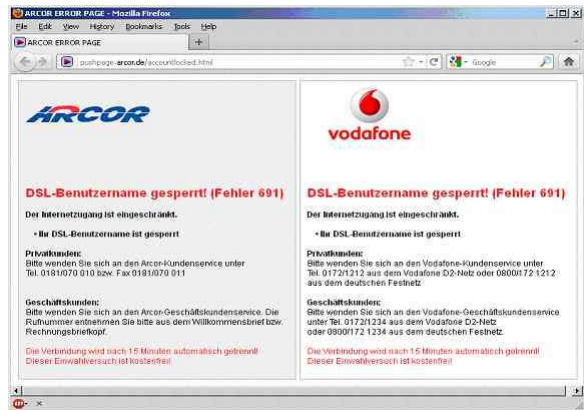 ARCOR ERROR PAGE - Mozilla Firefox
File Edit View History Bookmarks Tools Help
ARCOR ERROR PAGE
pushpage.arcor.de/accountlocked.html
Google
ARCOR
DSL-Benutzername gesperrt! (Fehler 691)
Der Internetzugang ist eingeschränkt.
• Ihr DSL-Benutzername ist gesperrt
Privatkunden:
Bitte wenden Sie sich an den Arcor-Kundenservice unter
Tel. 0181/070 010 bzw. Fax 0181/070 011
Geschäftskunden:
Bitte wenden Sie sich an den Arcor-Geschäftskundenservice. Die
Rufnummer entnehmen Sie bitte aus dem Willkommensbrief bzw.
Rechnungsbriefkopf.
Die Verbindung wird nach 15 Minuten automatisch getrennt!
Dieser Einwahlversuch ist kostenfrei!
vodafone
DSL-Benutzername gesperrt! (Fehler 691)
Der Internetzugang ist eingeschränkt.
• Ihr DSL-Benutzername ist gesperrt
Privatkunden:
Bitte wenden Sie sich an den Vodafone-Kundenservice unter
Tel. 0172/1212 aus dem Vodafone D2-Netz oder 0800/172 1212
aus dem deutschen Festnetz
Geschäftskunden:
Bitte wenden Sie sich an den Vodafone-Geschäftskundenservice
unter Tel. 0172/1234 aus dem Vodafone D2-Netz
oder 0800/172 1234 aus dem deutschen Festnetz.
Die Verbindung wird nach 15 Minuten automatisch getrennt!
Dieser Einwahlversuch ist kostenfrei!